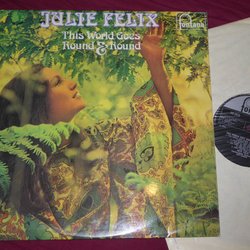 JULIE FELIX
This World Goes
Round & Round
fontana